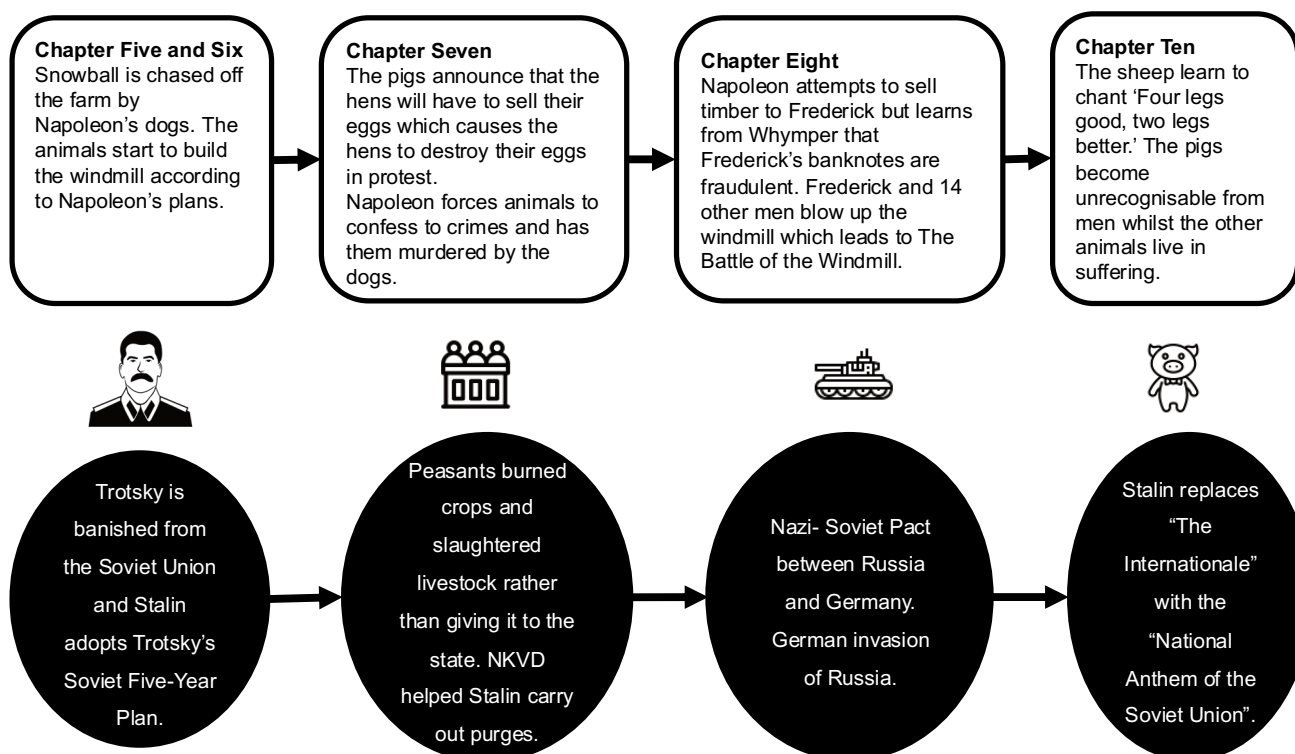 Chapter Five and Six
Snowball is chased off
the farm by
Napoleon’s dogs. The
animals start to build
the windmill according
to Napoleon’s plans.
Chapter Seven
The pigs announce that the
hens will have to sell their
eggs which causes the
hens to destroy their eggs
in protest.
Napoleon forces animals to
confess to crimes and has
them murdered by the
dogs.
Chapter Eight
Napoleon attempts to sell
timber to Frederick but learns
from Whymper that
Frederick’s banknotes are
fraudulent. Frederick and 14
other men blow up the
windmill which leads to The
Battle of the Windmill.
Chapter Ten
The sheep learn to
chant ‘Four legs
good, two legs
better.’ The pigs
become
unrecognisable from
men whilst the other
animals live in
suffering.
Trotsky is
banished from
the Soviet Union
and Stalin
adopts Trotsky’s
Soviet Five-Year
Plan.
Peasants burned
crops and
slaughtered
livestock rather
than giving it to the
state. NKVD
helped Stalin carry
out purges.
Nazi- Soviet Pact
between Russia
and Germany.
German invasion
of Russia.
Stalin replaces
“The
Internationale”
with the
“National
Anthem of the
Soviet Union”.